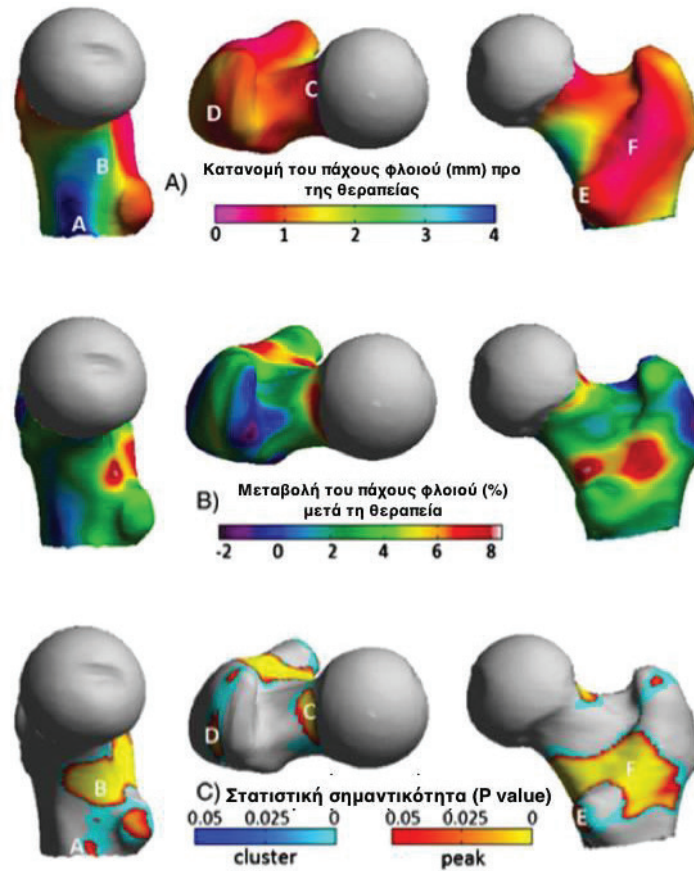 D
C
B
A
A)
Κατανομή του πάχους φλοιού (mm) προ
της θεραπείας
0 1 2 3 4
F
E
B)
Μεταβολή του πάχους φλοιού (%)
μετά τη θεραπεία
-2 0 2 4 6 8
B
A
D
C
F
E
C) Στατιστική σημαντικότητα (P value)
0.05 0.025 0 0.05 0.025 0
cluster peak